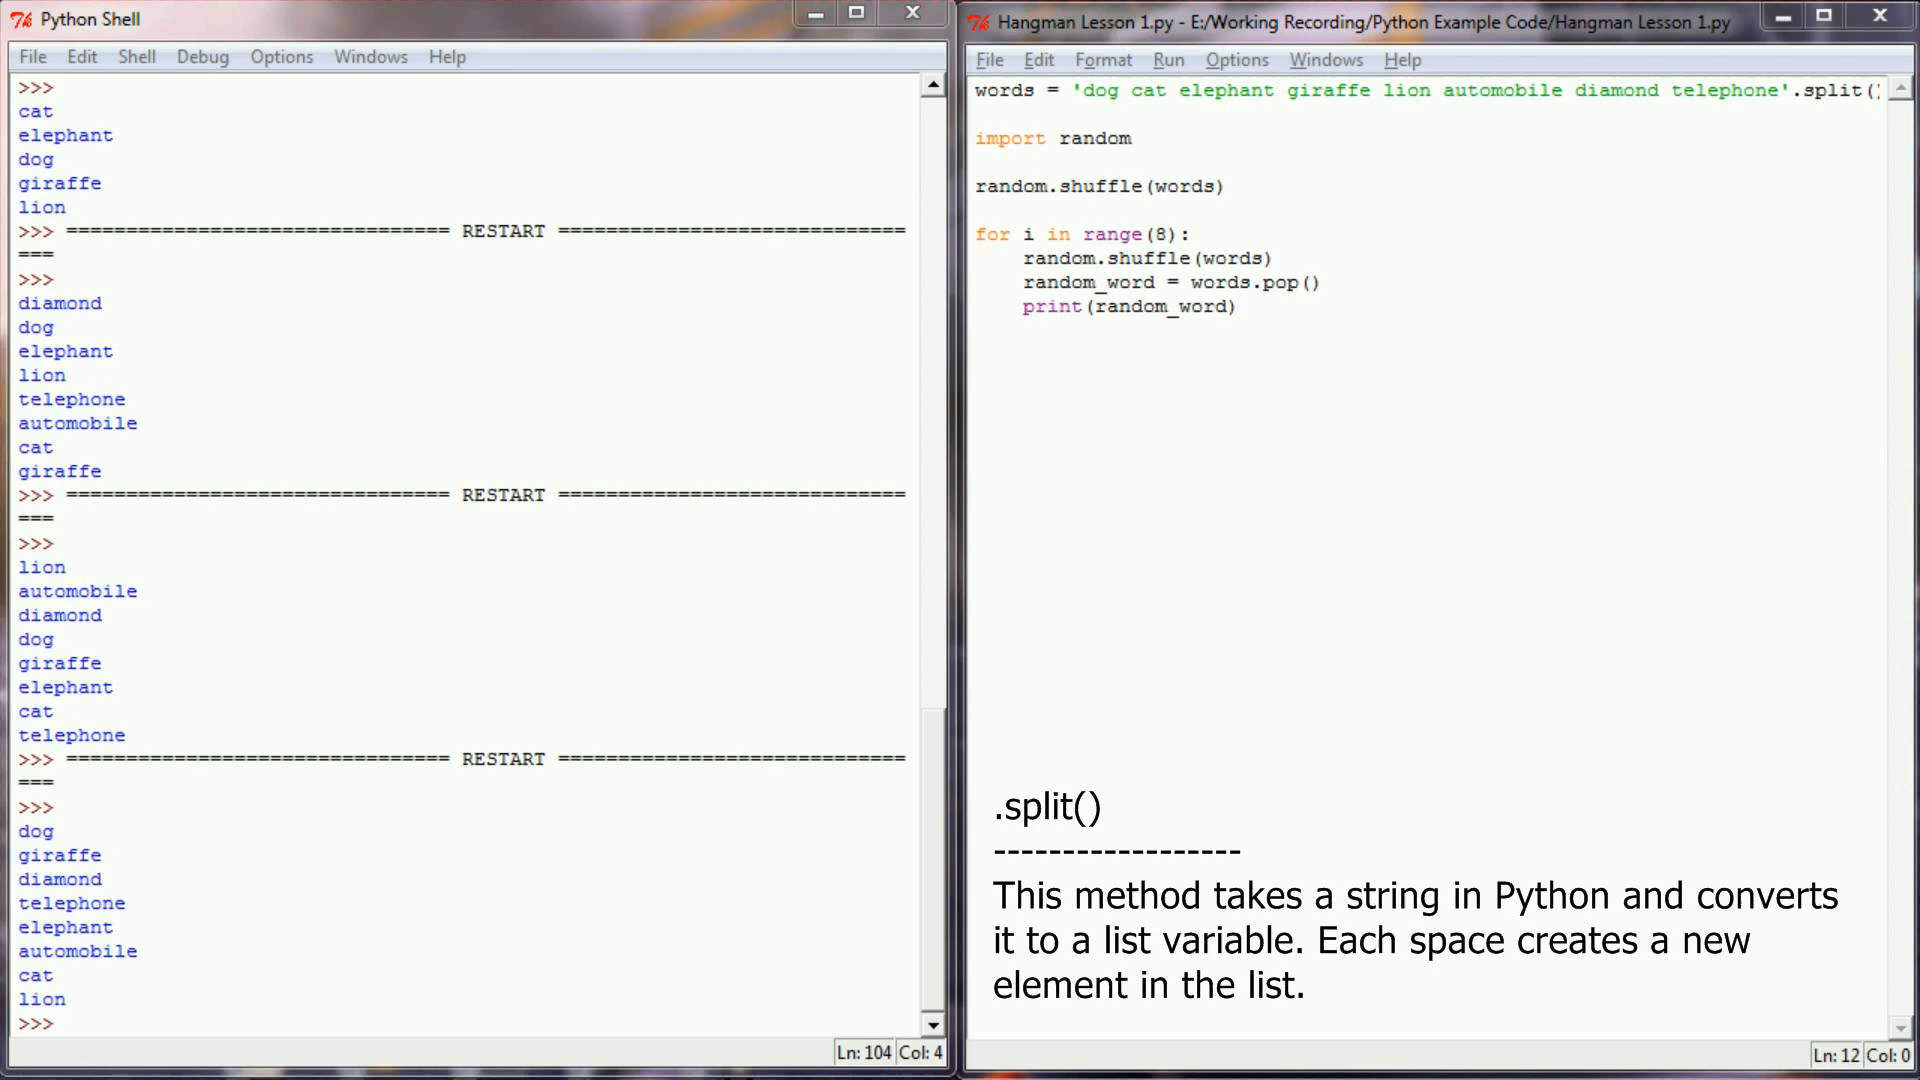 Python Shell
File Edit Shell Debug Options Windows Help
>>>
cat
elephant
dog
giraffe
lion
>>> ================================ RESTART =============================
===
>>>
diamond
dog
elephant
lion
telephone
automobile
cat
giraffe
>>> ================================ RESTART =============================
===
>>>
lion
automobile
diamond
dog
giraffe
elephant
cat
telephone
>>> ================================ RESTART =============================
===
>>>
dog
giraffe
diamond
telephone
elephant
automobile
cat
lion
>>>
Ln: 104 Col: 4
Hangman Lesson 1.py - E:/Working Recording/Python Example Code/Hangman Lesson 1.py
File Edit Format Run Options Windows Help
words = 'dog cat elephant giraffe lion automobile diamond telephone'.split()
import random
random.shuffle(words)
for i in range(8):
    random.shuffle(words)
    random_word = words.pop()
    print(random_word)
.split()
------------------
This method takes a string in Python and converts
it to a list variable. Each space creates a new
element in the list.
Ln: 12 Col: 0